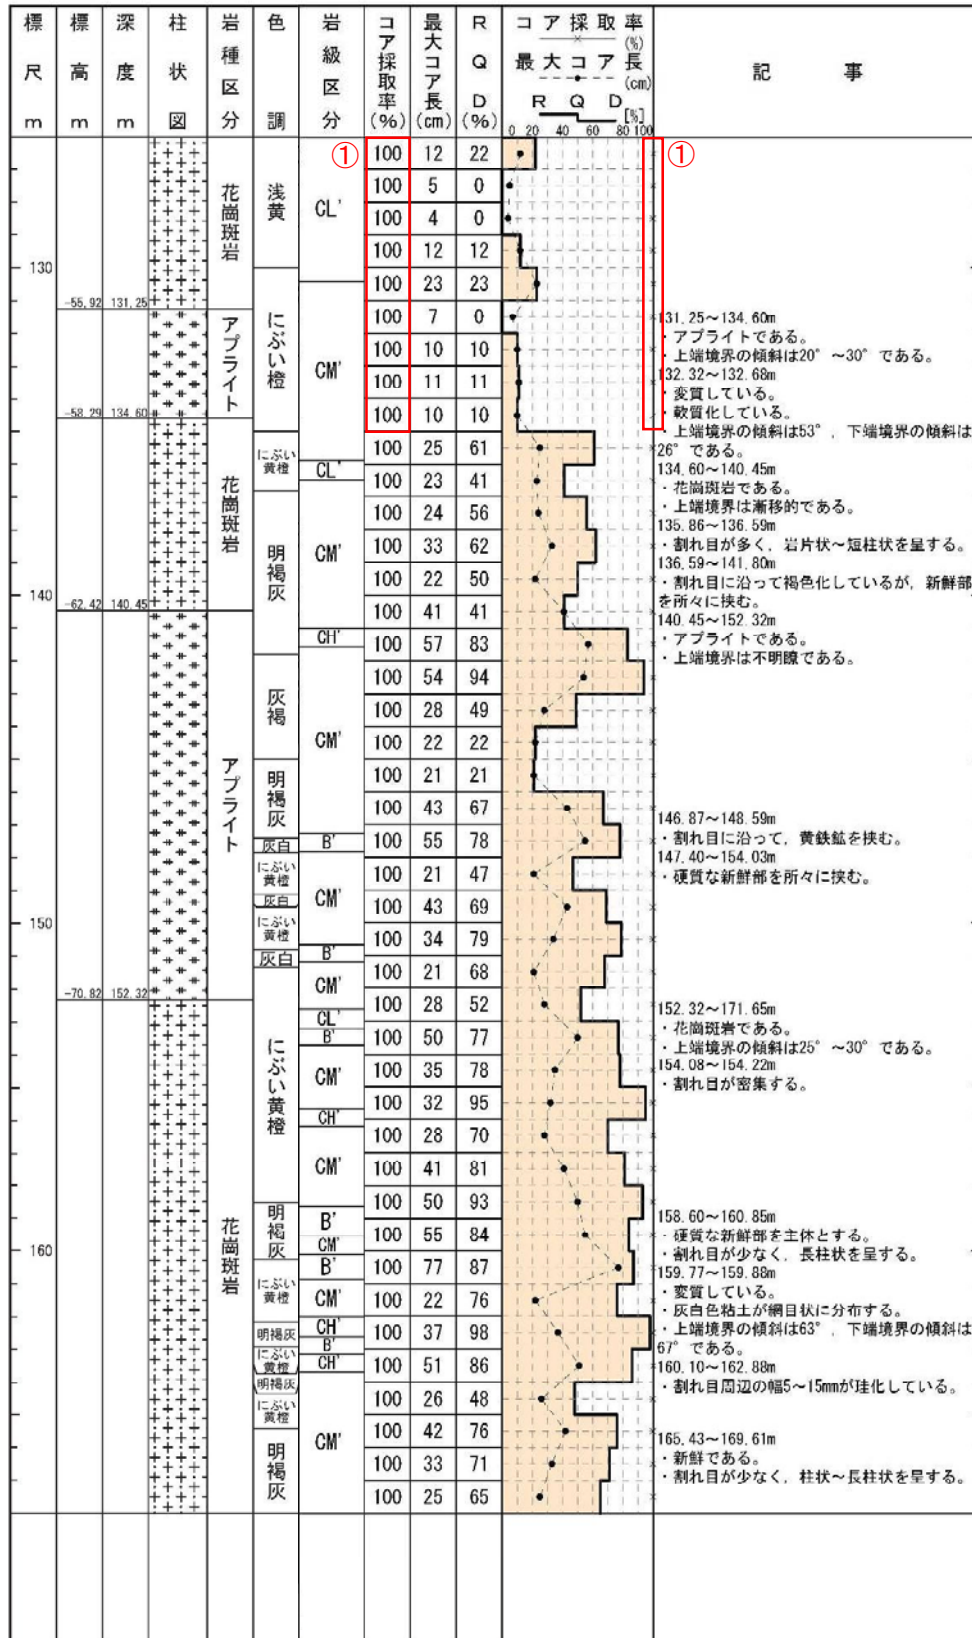 標尺 m
標高 m
深度 m
柱状図
岩種区分
色調
岩級区分
コア採取率(%)
最大コア長(cm)
RQD(%)
コア採取率(%)
最大コア長(cm)
RQD[%]
0 20 40 60 80 100
記事
① 100 12 22 ①
100 5 0
100 4 0
100 12 12
100 23 23
100 7 0
100 10 10
100 11 11
100 10 10
100 25 61
100 23 41
100 24 56
100 33 62
100 22 50
100 41 41
100 57 83
100 54 94
100 28 49
100 22 22
100 21 21
100 43 67
100 55 78
100 21 47
100 43 69
100 34 79
100 21 68
100 28 52
100 50 77
100 35 78
100 32 95
100 28 70
100 41 81
100 50 93
100 55 84
100 77 87
100 22 76
100 37 98
100 51 86
100 26 48
100 42 76
100 33 71
100 25 65
130
140
150
160
-55.92 131.25
-58.29 134.60
-62.42 140.45
-70.82 152.32
花崗斑岩
アプライト
花崗斑岩
アプライト
花崗斑岩
浅黄
にぶい橙
にぶい黄橙
明褐灰
灰褐
明褐灰
灰白
にぶい黄橙
灰白
にぶい黄橙
灰白
にぶい黄橙
明褐灰
にぶい黄橙
明褐灰
にぶい黄橙
明褐灰
にぶい黄橙
明褐灰
CL'
CM'
CL'
CM'
CH'
CM'
B'
CM'
B'
CM'
CL'
B'
CM'
CH'
CM'
B'
CM'
B'
CM'
CH'
B'
CH'
CM'
131.25～134.60m
・アプライトである。
・上端境界の傾斜は20°～30°である。
132.32～132.68m
・変質している。
・軟質化している。
・上端境界の傾斜は53°，下端境界の傾斜は
26°である。
134.60～140.45m
・花崗斑岩である。
・上端境界は漸移的である。
135.86～136.59m
・割れ目が多く，岩片状～短柱状を呈する。
136.59～141.80m
・割れ目に沿って褐色化しているが，新鮮部
を所々に挟む。
140.45～152.32m
・アプライトである。
・上端境界は不明瞭である。
146.87～148.59m
・割れ目に沿って，黄鉄鉱を挟む。
147.40～154.03m
・硬質な新鮮部を所々に挟む。
152.32～171.65m
・花崗斑岩である。
・上端境界の傾斜は25°～30°である。
154.08～154.22m
・割れ目が密集する。
158.60～160.85m
・硬質な新鮮部を主体とする。
・割れ目が少なく，長柱状を呈する。
159.77～159.88m
・変質している。
・灰白色粘土が網目状に分布する。
・上端境界の傾斜は63°，下端境界の傾斜は
67°である。
160.10～162.88m
・割れ目周辺の幅5～15mmが珪化している。
165.43～169.61m
・新鮮である。
・割れ目が少なく，柱状～長柱状を呈する。